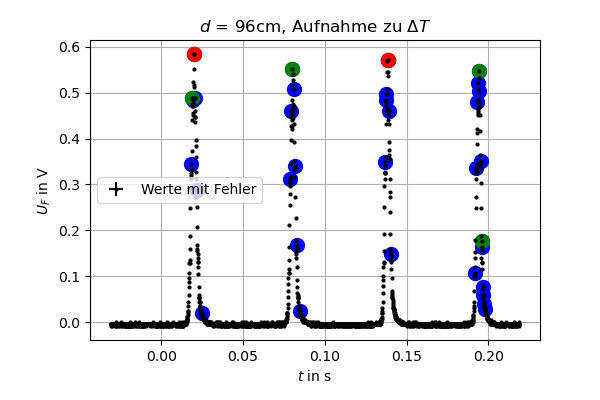 d = 96cm, Aufnahme zu ΔT
0.6
0.5
0.4
0.3
0.2
0.1
0.0
U_F in V
Werte mit Fehler
0.00 0.05 0.10 0.15 0.20
t in s